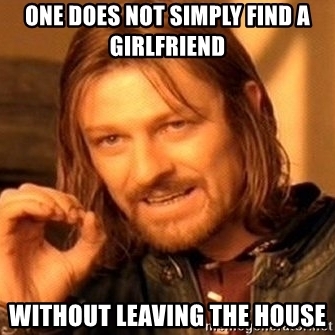 ONE DOES NOT SIMPLY FIND A
GIRLFRIEND
WITHOUT LEAVING THE HOUSE